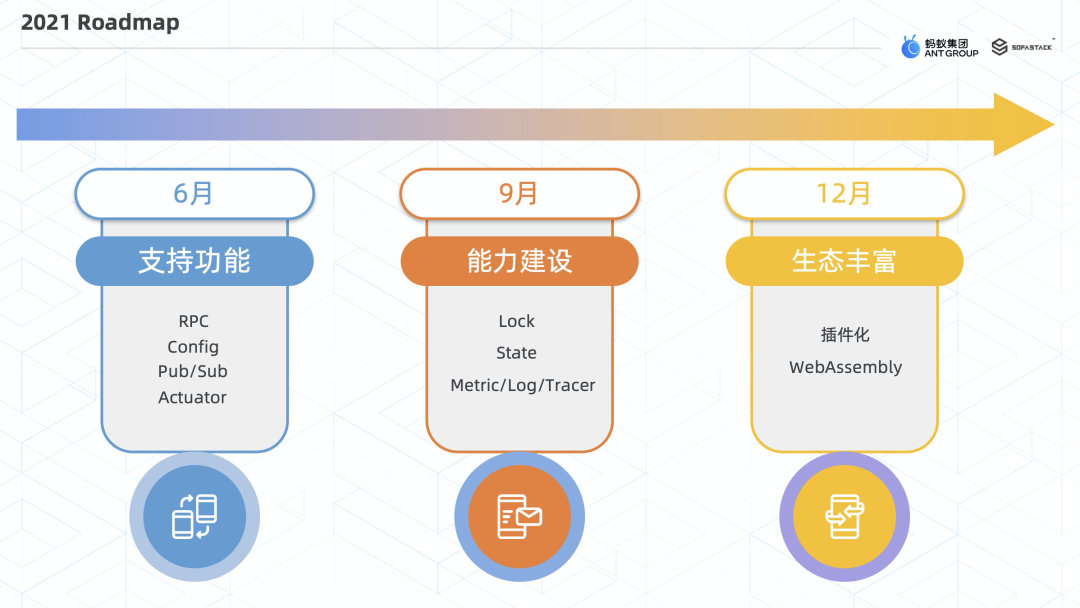 2021 Roadmap
蚂蚁集团
ANT GROUP
SOFASTACK
6月
支持功能
RPC
Config
Pub/Sub
Actuator
9月
能力建设
Lock
State
Metric/Log/Tracer
12月
生态丰富
插件化
WebAssembly